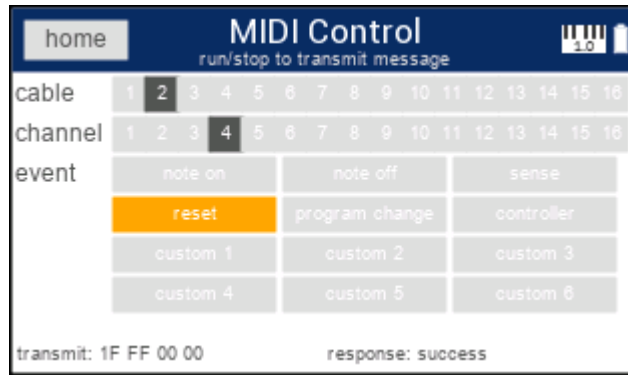 home
MIDI Control
run/stop to transmit message
1.0
cable 1 2 3 4 5 6 7 8 9 10 11 12 13 14 15 16
channel 1 2 3 4 5 6 7 8 9 10 11 12 13 14 15 16
event note on note off sense
reset program change controller
custom 1 custom 2 custom 3
custom 4 custom 5 custom 6
transmit: 1F FF 00 00 response: success